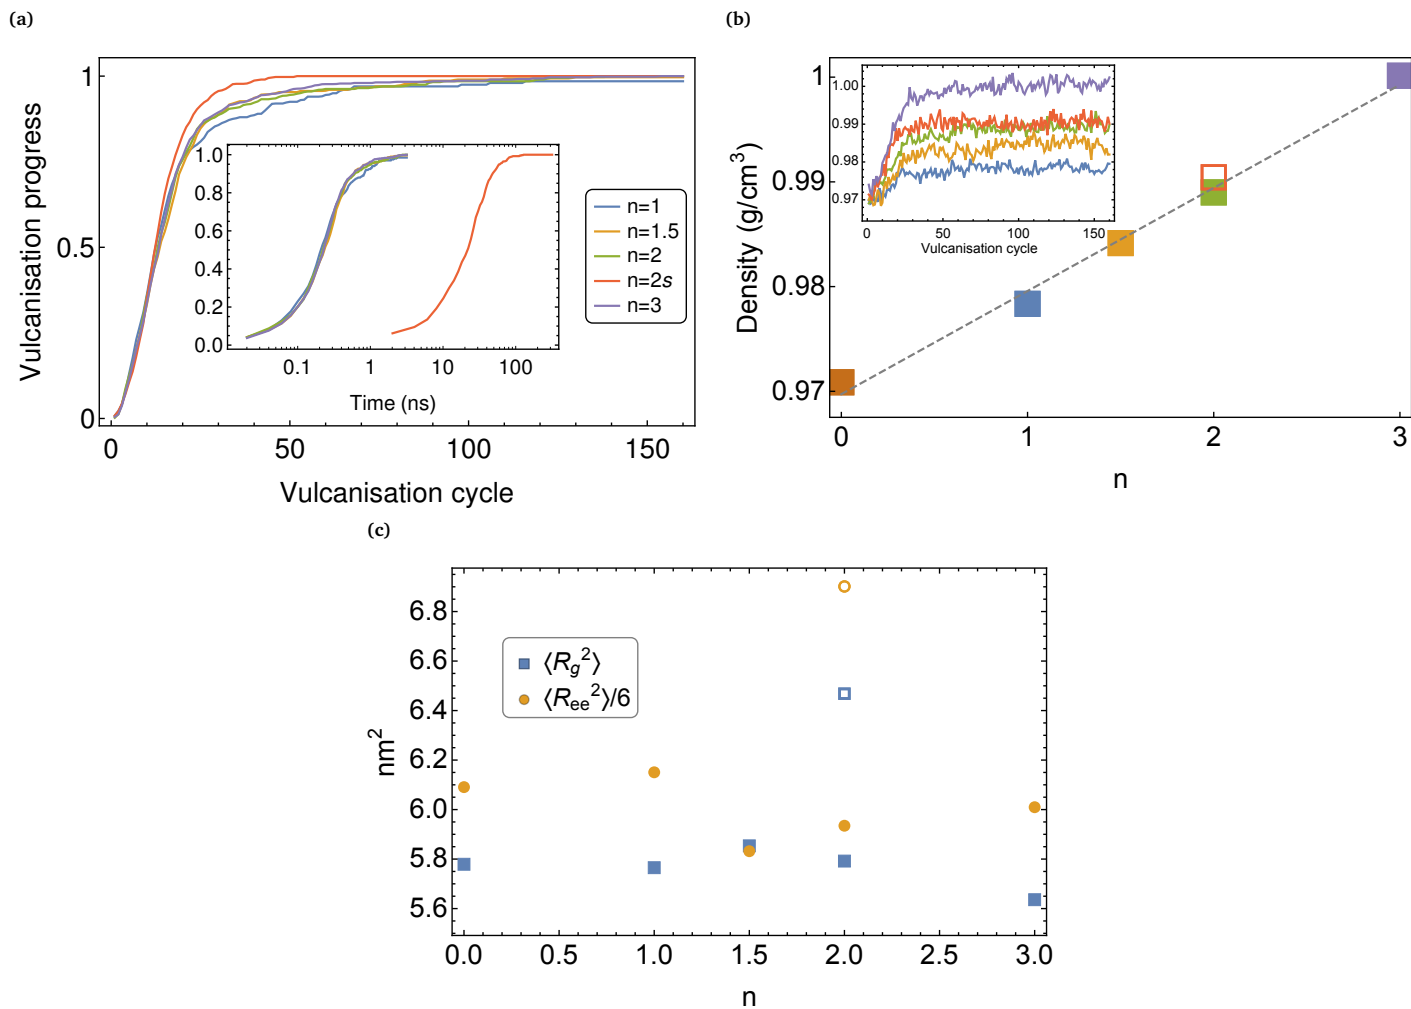 (a)
Vulcanisation progress
1
0.5
0
0 50 100 150
Vulcanisation cycle
1.0
0.8
0.6
0.4
0.2
0.0
0.1 1 10 100
Time (ns)
n=1
n=1.5
n=2
n=2s
n=3
(b)
Density (g/cm³)
1
0.99
0.98
0.97
0 1 2 3
n
1.00
0.99
0.98
0.97
0 50 100 150
Vulcanisation cycle
(c)
nm²
6.8
6.6
6.4
6.2
6.0
5.8
5.6
⟨R_g²⟩
⟨R_ee²⟩/6
0.0 0.5 1.0 1.5 2.0 2.5 3.0
n